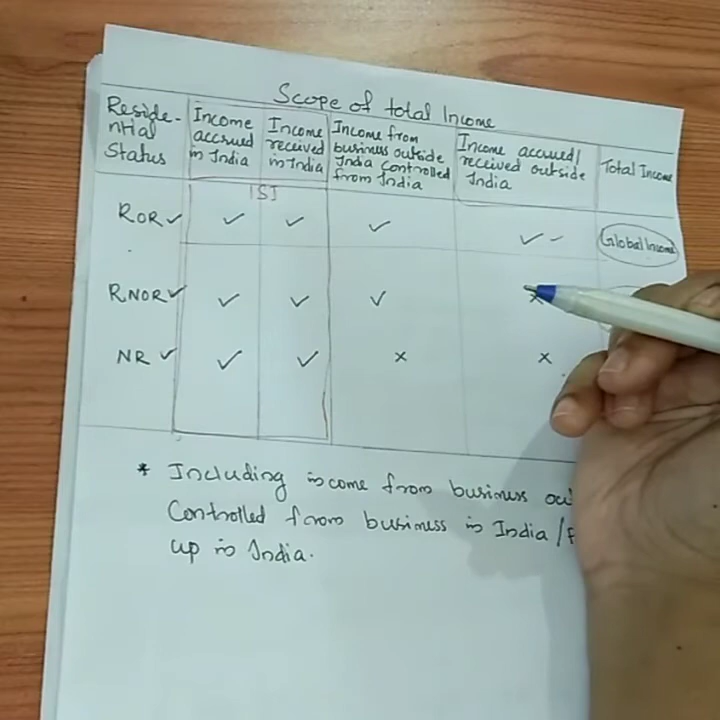 Scope of total Income
Reside-
ntial
Status
Income
accrued
in India
Income
received
in India
Income from
business outside
India controlled
from India
Income accrued/
received outside
India
Total Income
ISI
ROR ✓ ✓ ✓ ✓ ✓ Global Income
RNOR ✓ ✓ ✓ ✓ ×
NR ✓ ✓ ✓ × ×
* Including income from business
Controlled from business in India /
up in India.